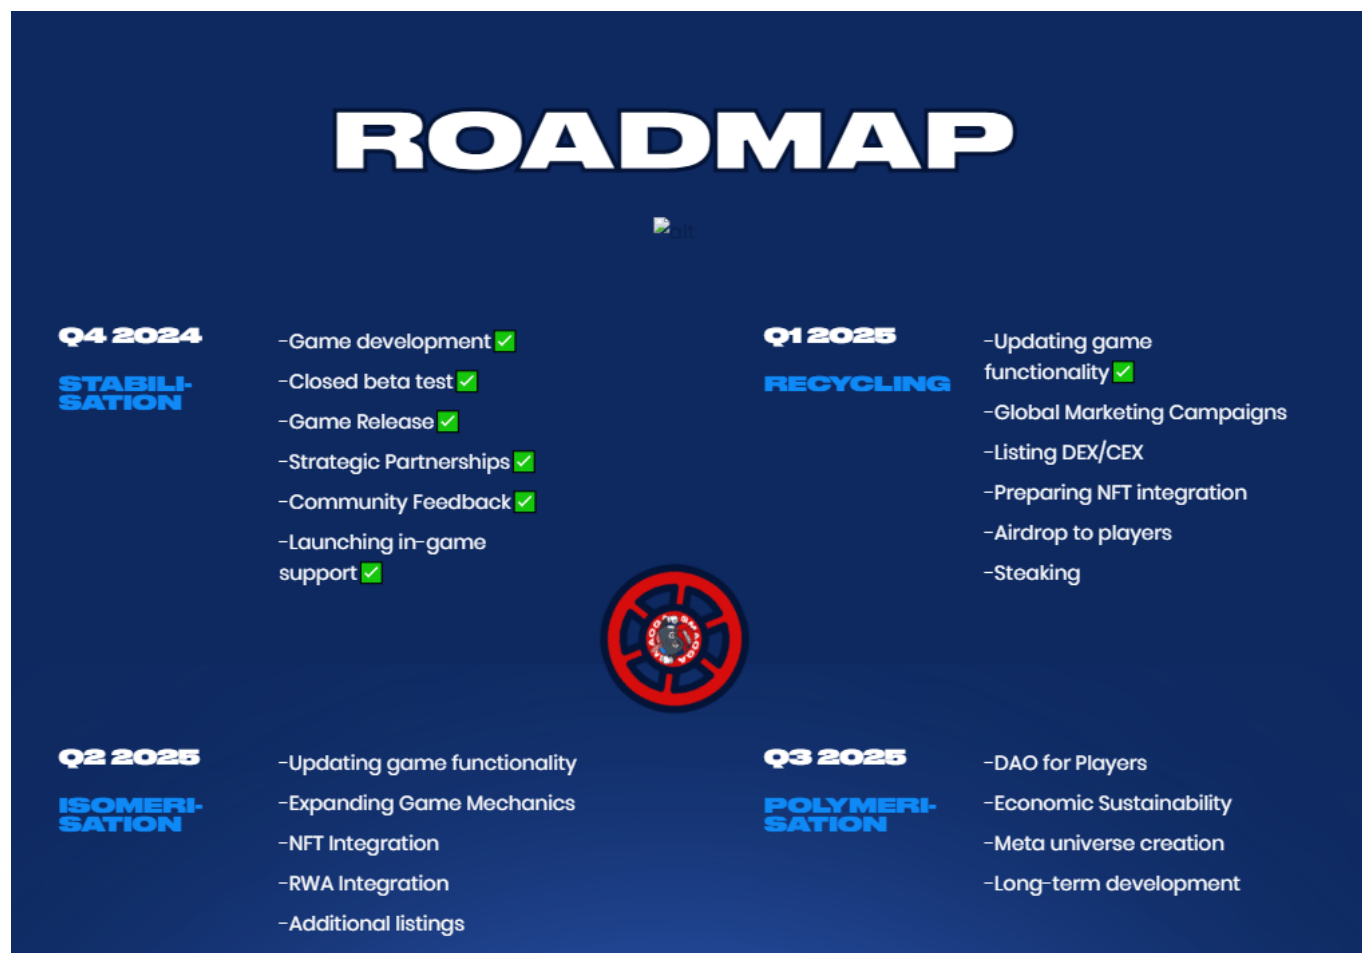 ROADMAP
alt
Q4 2024
STABILI-
SATION
-Game development ✅
-Closed beta test ✅
-Game Release ✅
-Strategic Partnerships ✅
-Community Feedback ✅
-Launching in-game
support ✅
Q1 2025
RECYCLING
-Updating game
functionality ✅
-Global Marketing Campaigns
-Listing DEX/CEX
-Preparing NFT integration
-Airdrop to players
-Steaking
Q2 2025
ISOMERI-
SATION
-Updating game functionality
-Expanding Game Mechanics
-NFT Integration
-RWA Integration
-Additional listings
Q3 2025
POLYMERI-
SATION
-DAO for Players
-Economic Sustainability
-Meta universe creation
-Long-term development